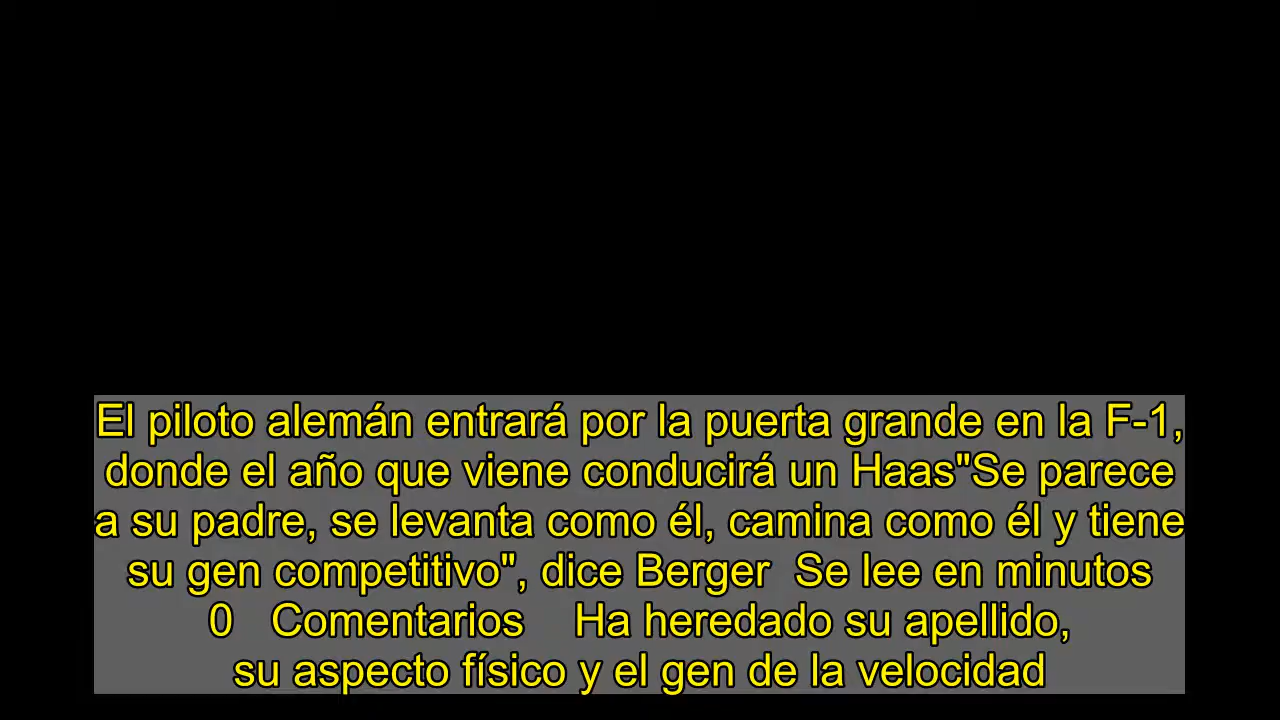 El piloto alemán entrará por la puerta grande en la F-1,
donde el año que viene conducirá un Haas"Se parece
a su padre, se levanta como él, camina como él y tiene
su gen competitivo", dice Berger  Se lee en minutos
0   Comentarios    Ha heredado su apellido,
su aspecto físico y el gen de la velocidad